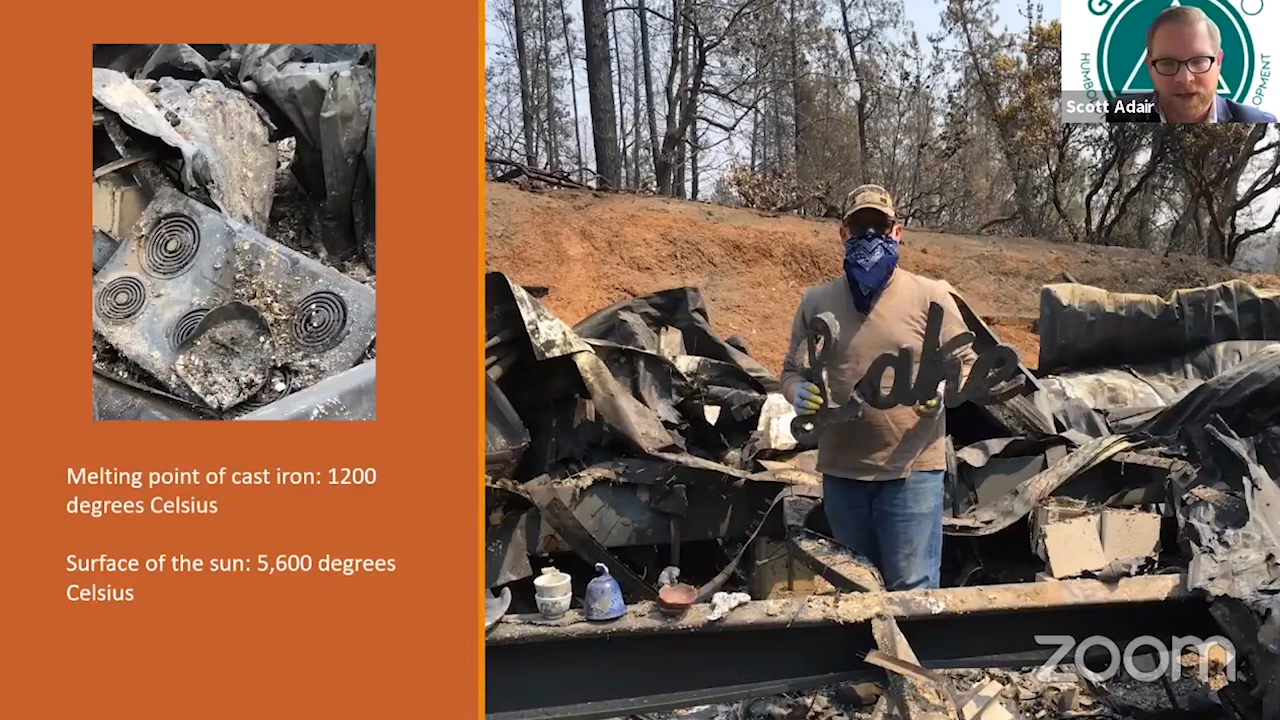 Melting point of cast iron: 1200
degrees Celsius
Surface of the sun: 5,600 degrees
Celsius
Lake
Scott Adair
zoom